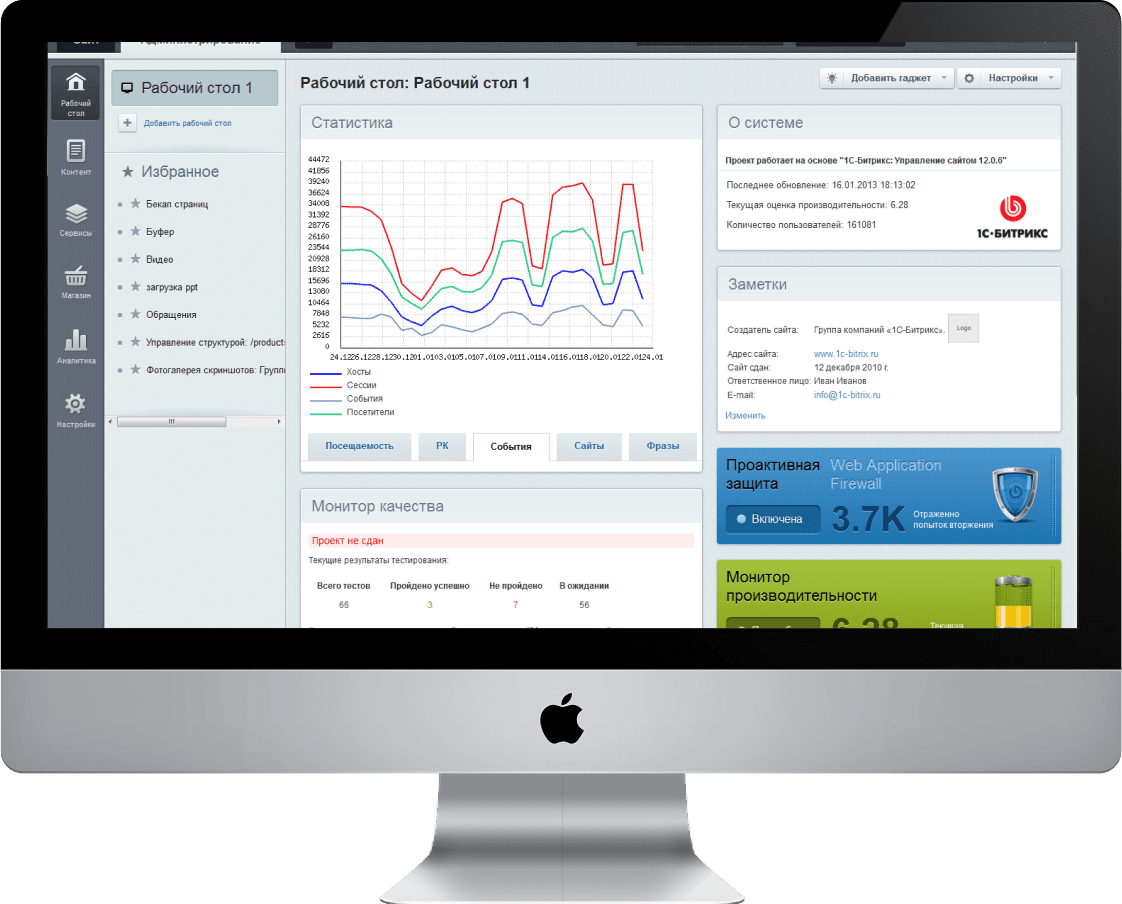 Сайт
Администрирование
Рабочий
стол
Контент
Сервисы
Магазин
Аналитика
Настройки
Рабочий стол 1
Добавить рабочий стол
Избранное
Бекап страниц
Буфер
Видео
загрузка ppt
Обращения
Управление структурой: /products
Фотогалерея скриншотов:
Рабочий стол: Рабочий стол 1
Добавить гаджет
Настройки
Статистика
44472
41856
39240
36624
34008
31392
28776
26160
23544
20928
18312
15696
13080
10464
7848
5232
2616
0
24.12 26.12 28.12 30.12 01.01 03.01 05.01 07.01 09.01 11.01 14.01 16.01 18.01 20.01 22.01 24.01
Хосты
Сессии
События
Посетители
Посещаемость РК События Сайты Фразы
Монитор качества
Проект не сдан
Текущие результаты тестирования:
Всего тестов Пройдено успешно Не пройдено В ожидании
66 3 7 56
О системе
Проект работает на основе "1С-Битрикс: Управление сайтом 12.0.6"
Последнее обновление: 16.01.2013 18:13:02
Текущая оценка производительности: 6.28
Количество пользователей: 161081
1С-БИТРИКС
Заметки
Создатель сайта: Группа компаний «1С-Битрикс».
Logo
Адрес сайта: www.1c-bitrix.ru
Сайт сдан: 12 декабря 2010 г.
Ответственное лицо: Иван Иванов
E-mail: info@1c-bitrix.ru
Изменить
Проактивная
защита
Web Application
Firewall
Включена
3.7K
Отраженно
попыток вторжения
Монитор
производительности
6.28
Текущая